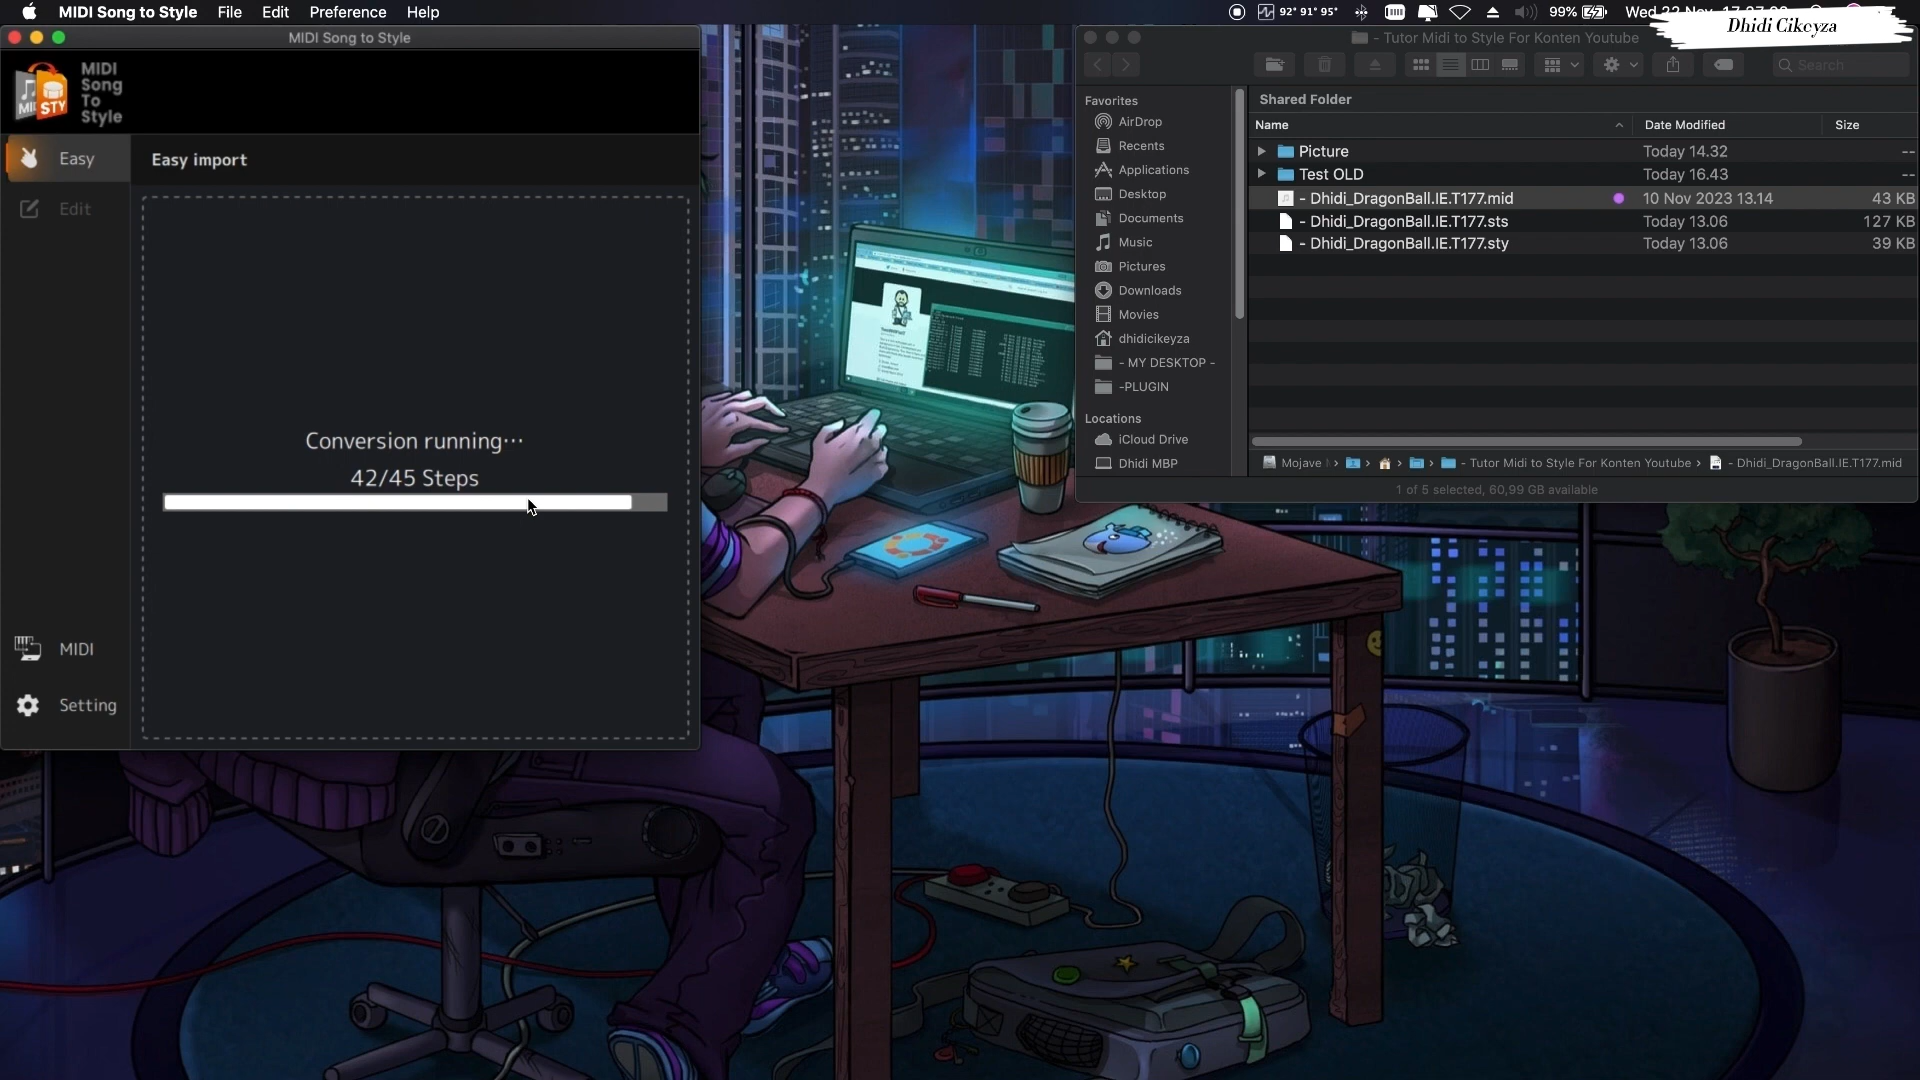 MIDI Song to Style File Edit Preference Help
92° 91° 95° 99% Wed 22 Nov
Dhidi Cikeyza
MIDI Song to Style
MIDI
Song
To
Style
MI STY
Easy
Edit
Easy import
Conversion running···
42/45 Steps
MIDI
Setting
- Tutor Midi to Style For Konten Youtube
Search
Favorites
AirDrop
Recents
Applications
Desktop
Documents
Music
Pictures
Downloads
Movies
dhidicikeyza
- MY DESKTOP -
-PLUGIN
Locations
iCloud Drive
Dhidi MBP
Shared Folder
Name Date Modified Size
Picture Today 14.32 --
Test OLD Today 16.43 --
- Dhidi_DragonBall.IE.T177.mid 10 Nov 2023 13.14 43 KB
- Dhidi_DragonBall.IE.T177.sts Today 13.06 127 KB
- Dhidi_DragonBall.IE.T177.sty Today 13.06 39 KB
Mojave › › › › - Tutor Midi to Style For Konten Youtube › - Dhidi_DragonBall.IE.T177.mid
1 of 5 selected, 60,99 GB available